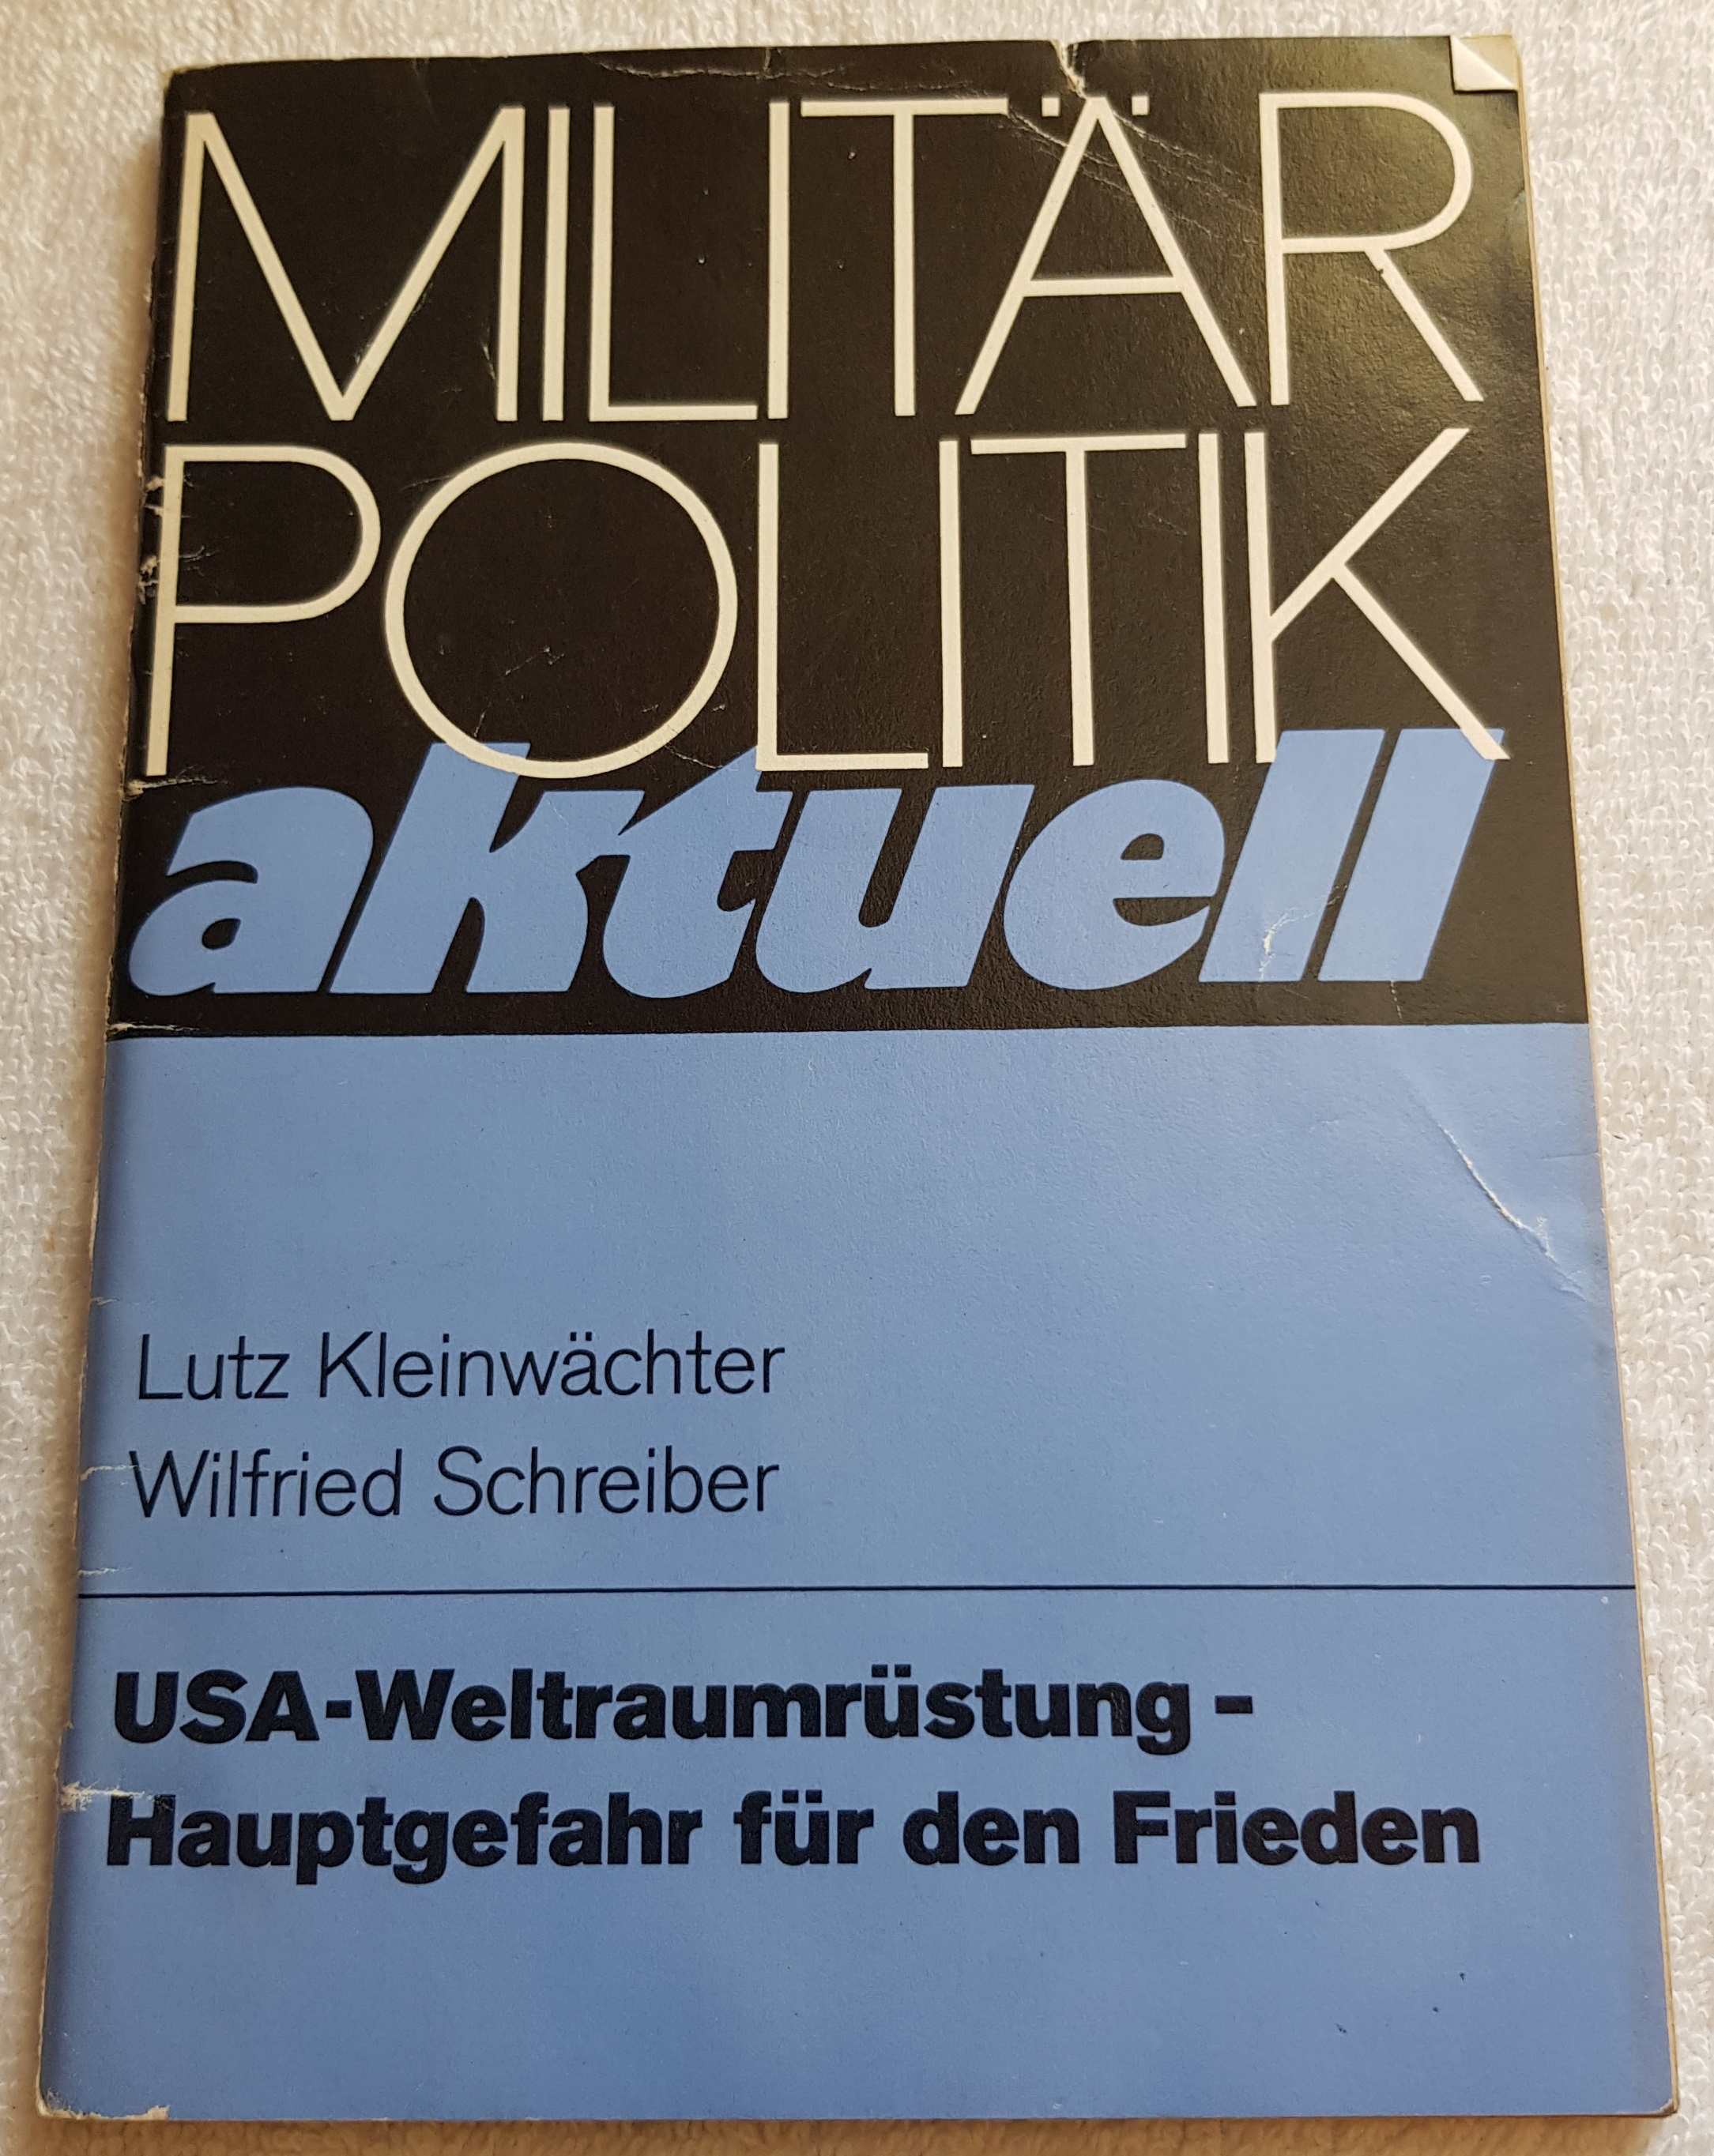 MILITÄR
POLITIK
aktuell
Lutz Kleinwächter
Wilfried Schreiber
USA-Weltraumrüstung –
Hauptgefahr für den Frieden